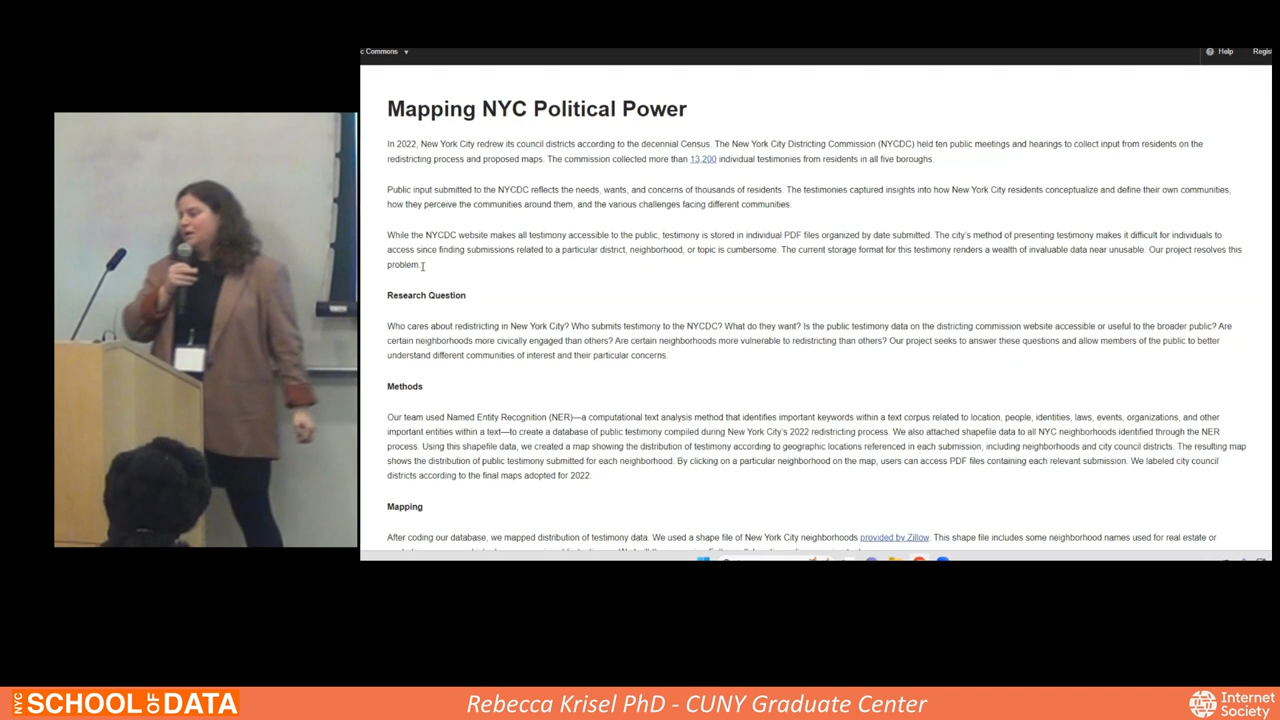 c Commons
Help
Regis
Mapping NYC Political Power
In 2022, New York City redrew its council districts according to the decennial Census. The New York City Districting Commission (NYCDC) held ten public meetings and hearings to collect input from residents on the
redistricting process and proposed maps. The commission collected more than 13,200 individual testimonies from residents in all five boroughs.
Public input submitted to the NYCDC reflects the needs, wants, and concerns of thousands of residents. The testimonies captured insights into how New York City residents conceptualize and define their own communities,
how they perceive the communities around them, and the various challenges facing different communities.
While the NYCDC website makes all testimony accessible to the public, testimony is stored in individual PDF files organized by date submitted. The city's method of presenting testimony makes it difficult for individuals to
access since finding submissions related to a particular district, neighborhood, or topic is cumbersome. The current storage format for this testimony renders a wealth of invaluable data near unusable. Our project resolves this
problem.
Research Question
Who cares about redistricting in New York City? Who submits testimony to the NYCDC? What do they want? Is the public testimony data on the districting commission website accessible or useful to the broader public? Are
certain neighborhoods more civically engaged than others? Are certain neighborhoods more vulnerable to redistricting than others? Our project seeks to answer these questions and allow members of the public to better
understand different communities of interest and their particular concerns.
Methods
Our team used Named Entity Recognition (NER)—a computational text analysis method that identifies important keywords within a text corpus related to location, people, identities, laws, events, organizations, and other
important entities within a text—to create a database of public testimony compiled during New York City's 2022 redistricting process. We also attached shapefile data to all NYC neighborhoods identified through the NER
process. Using this shapefile data, we created a map showing the distribution of testimony according to geographic locations referenced in each submission, including neighborhoods and city council districts. The resulting map
shows the distribution of public testimony submitted for each neighborhood. By clicking on a particular neighborhood on the map, users can access PDF files containing each relevant submission. We labeled city council
districts according to the final maps adopted for 2022.
Mapping
After coding our database, we mapped distribution of testimony data. We used a shape file of New York City neighborhoods provided by Zillow. This shape file includes some neighborhood names used for real estate or
NYC SCHOOL OF DATA
Rebecca Krisel PhD - CUNY Graduate Center
Internet
Society